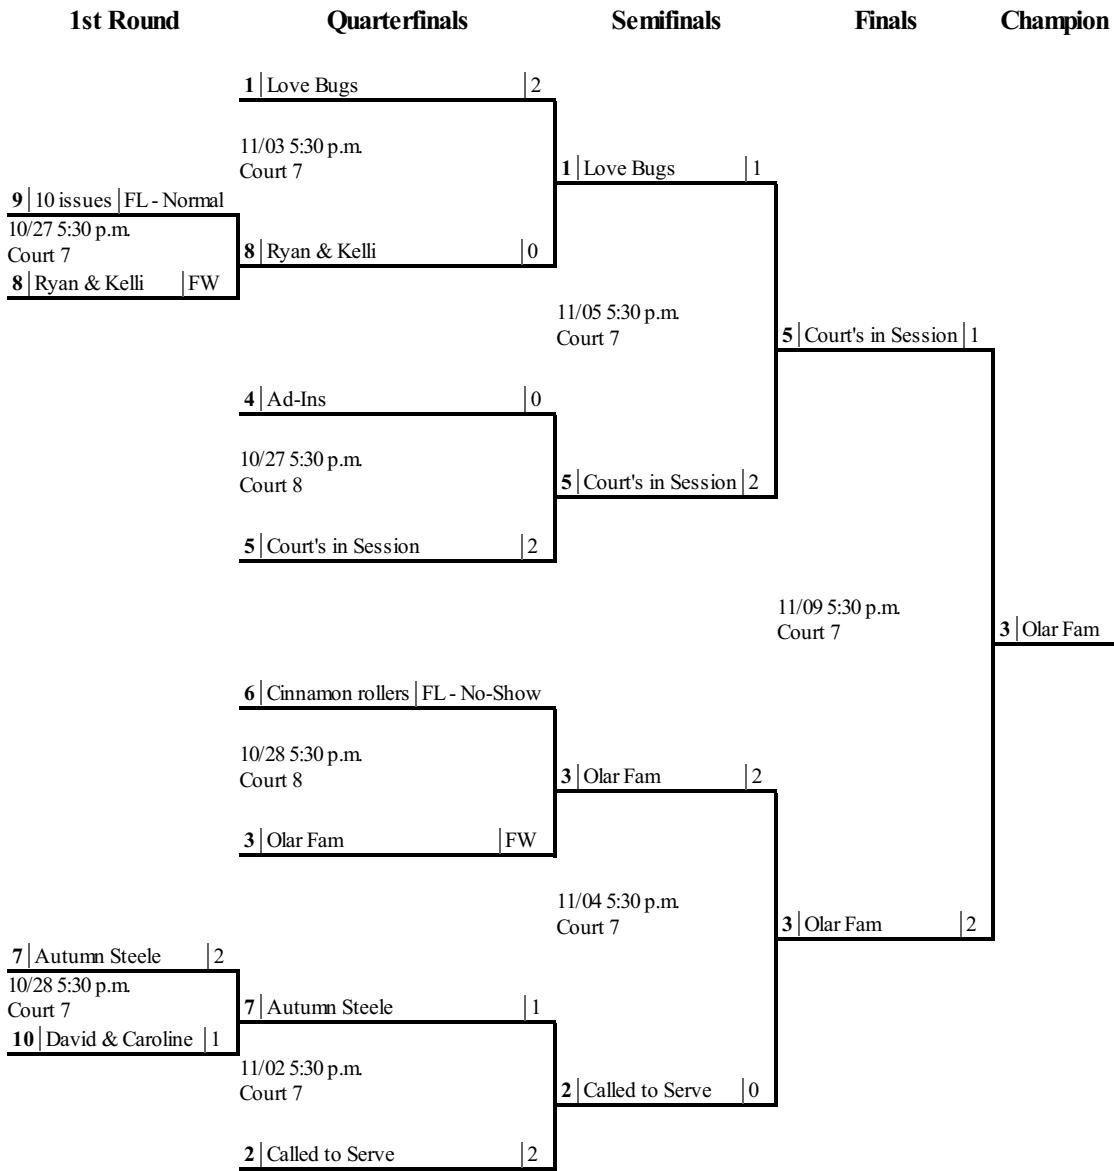 1st Round Quarterfinals Semifinals Finals Champion
1 Love Bugs 2
11/03 5:30 p.m.
Court 7
1 Love Bugs 1
9 10 issues FL - Normal
10/27 5:30 p.m.
Court 7
8 Ryan & Kelli FW
8 Ryan & Kelli 0
11/05 5:30 p.m.
Court 7
5 Court's in Session 1
4 Ad-Ins 0
10/27 5:30 p.m.
Court 8
5 Court's in Session 2
5 Court's in Session 2
11/09 5:30 p.m.
Court 7
3 Olar Fam
6 Cinnamon rollers FL - No-Show
10/28 5:30 p.m.
Court 8
3 Olar Fam 2
3 Olar Fam FW
11/04 5:30 p.m.
Court 7
3 Olar Fam 2
7 Autumn Steele 2
10/28 5:30 p.m.
Court 7
10 David & Caroline 1
7 Autumn Steele 1
11/02 5:30 p.m.
Court 7
2 Called to Serve 0
2 Called to Serve 2